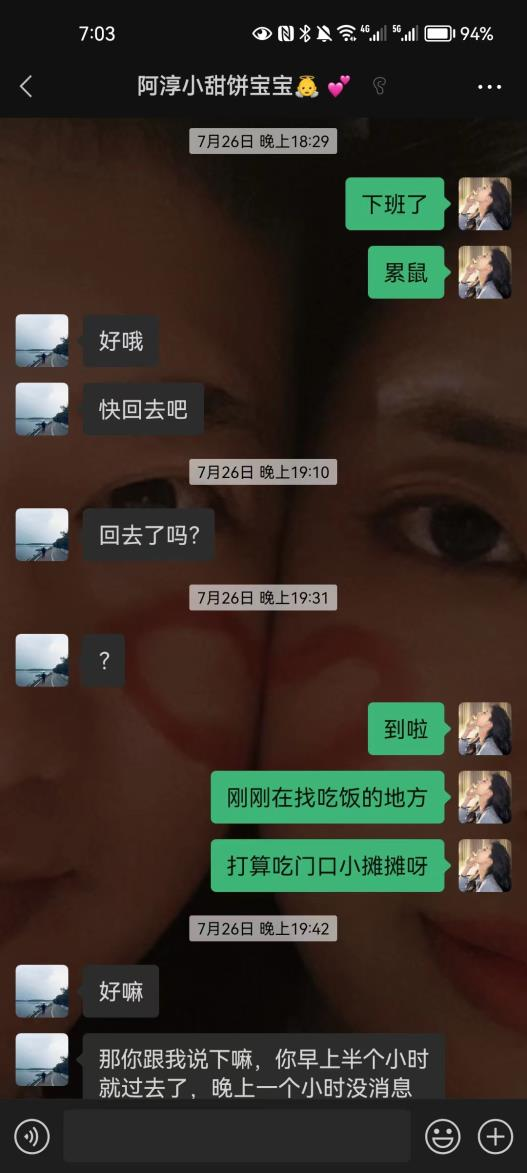 7:03
4G
5G
94%
阿淳小甜饼宝宝👼💕
7月26日 晚上18:29
下班了
累鼠
好哦
快回去吧
7月26日 晚上19:10
回去了吗?
7月26日 晚上19:31
?
到啦
刚刚在找吃饭的地方
打算吃门口小摊摊呀
7月26日 晚上19:42
好嘛
那你跟我说下嘛，你早上半个小时
就过去了，晚上一个小时没消息